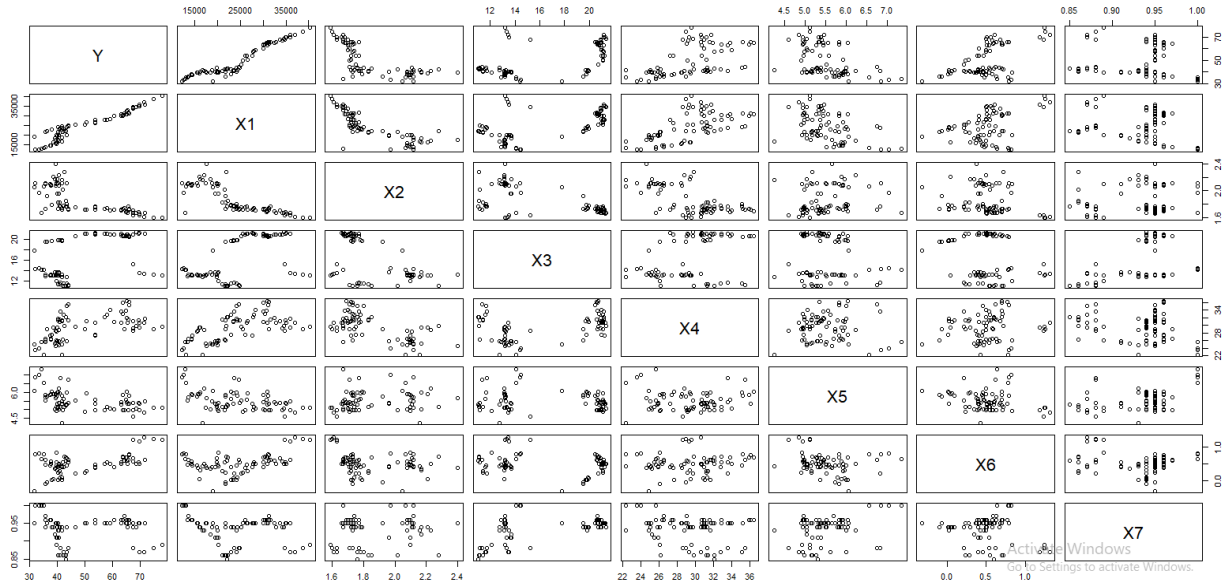 15000 25000 35000 12 14 16 18 20 4.5 5.0 5.5 6.0 6.5 7.0 0.85 0.90 0.95 1.00
Y
30 50 70
15000 35000
X1
X2
1.6 2.0 2.4
12 16 20
X3
X4
22 28 34
4.5 6.0
X5
X6
0.0 1.0
0.85 0.95
X7
30 40 50 60 70 1.6 1.8 2.0 2.2 2.4 22 24 26 28 30 32 34 36 0.0 0.5 1.0
Activate Windows
Go to Settings to activate Windows.